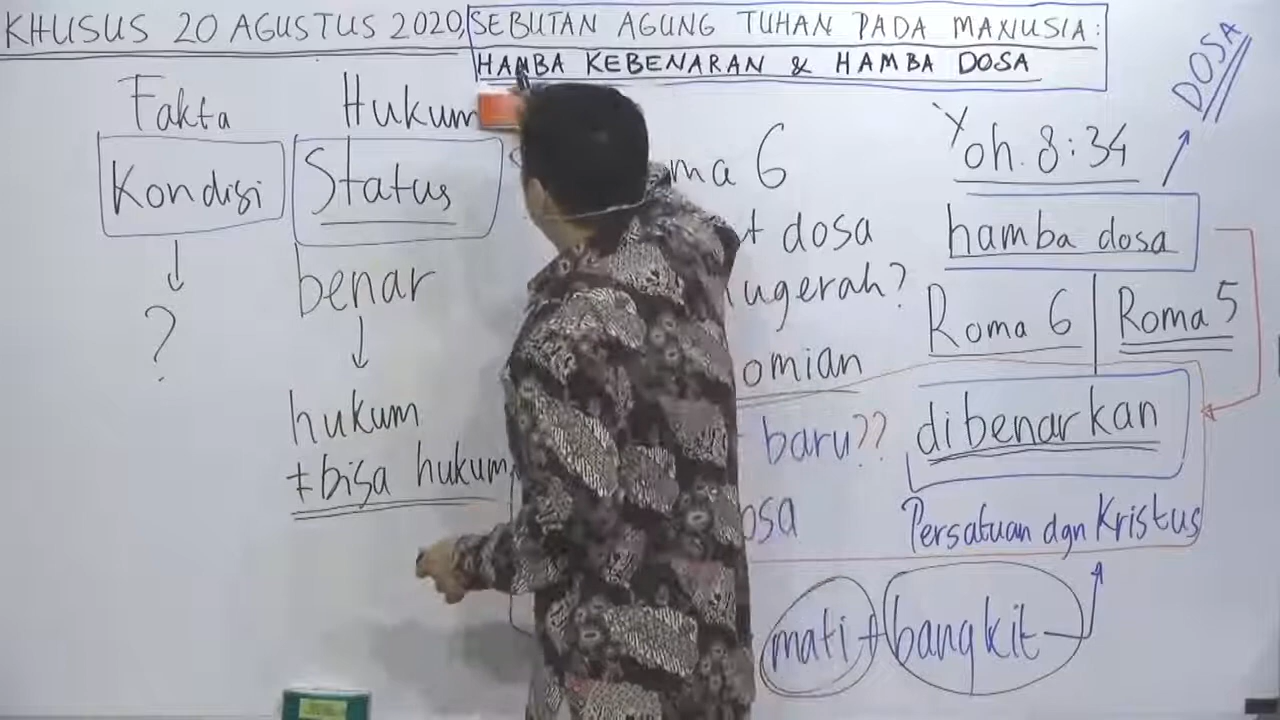 KHUSUS 20 AGUSTUS 2020,
SEBUTAN AGUNG TUHAN PADA MANUSIA:
HAMBA KEBENARAN & HAMBA DOSA
Fakta
Kondisi
?
Hukum
Status
benar
hukum
≠ bisa hukum
ma 6
dosa
ugerah?
omian
baru??
osa
mati + bangkit
DOSA
Yoh. 8:34
hamba dosa
Roma 6
Roma 5
dibenarkan
Persatuan dgn Kristus